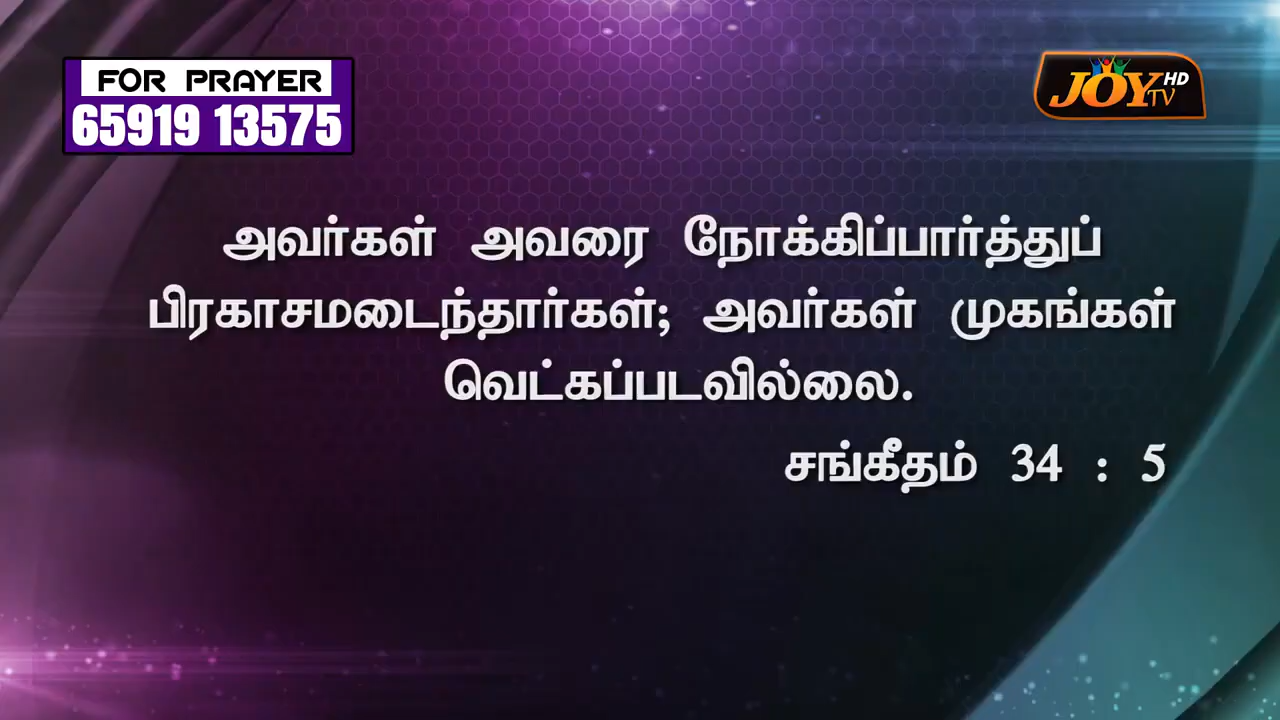 FOR PRAYER
65919 13575
JOY TV HD
அவர்கள் அவரை நோக்கிப்பார்த்துப்
பிரகாசமடைந்தார்கள்; அவர்கள் முகங்கள்
வெட்கப்படவில்லை.
சங்கீதம் 34 : 5